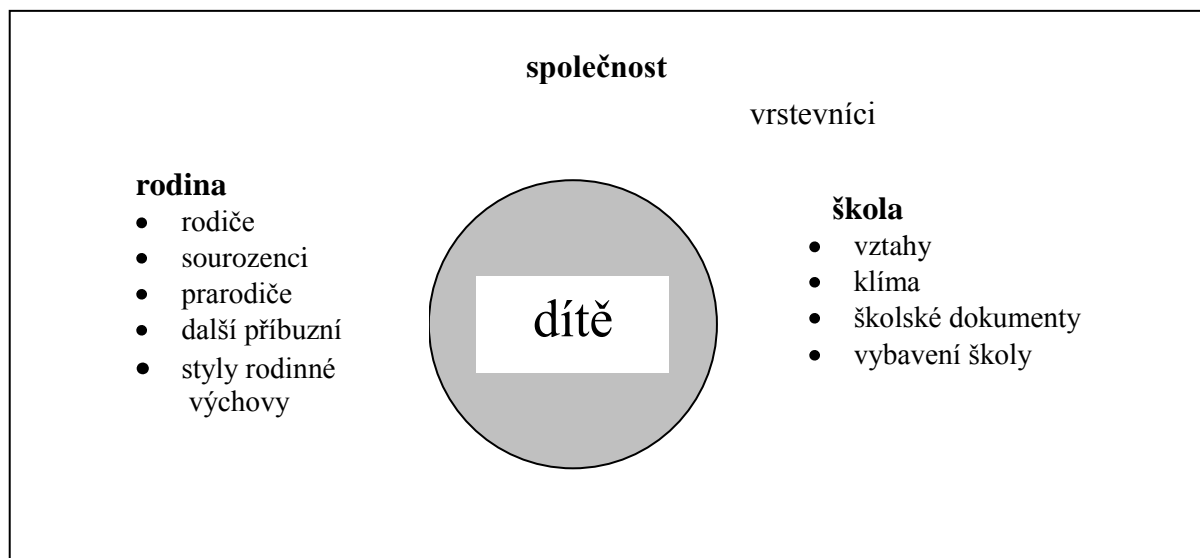 společnost
vrstevníci
rodina
• rodiče
• sourozenci
• prarodiče
• další příbuzní
• styly rodinné
výchovy
dítě
škola
• vztahy
• klíma
• školské dokumenty
• vybavení školy